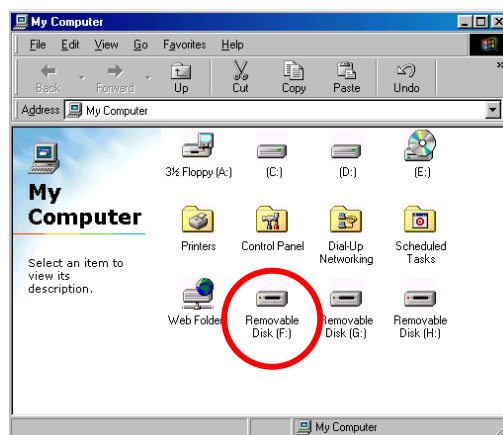 My Computer
File Edit View Go Favorites Help
Back Forward Up Cut Copy Paste Undo »
Address My Computer
3½ Floppy (A:) (C:) (D:) (E:)
My
Computer
Printers Control Panel Dial-Up Networking Scheduled Tasks
Select an item to
view its
description.
Web Folders Removable Disk (F:) Removable Disk (G:) Removable Disk (H:)
My Computer